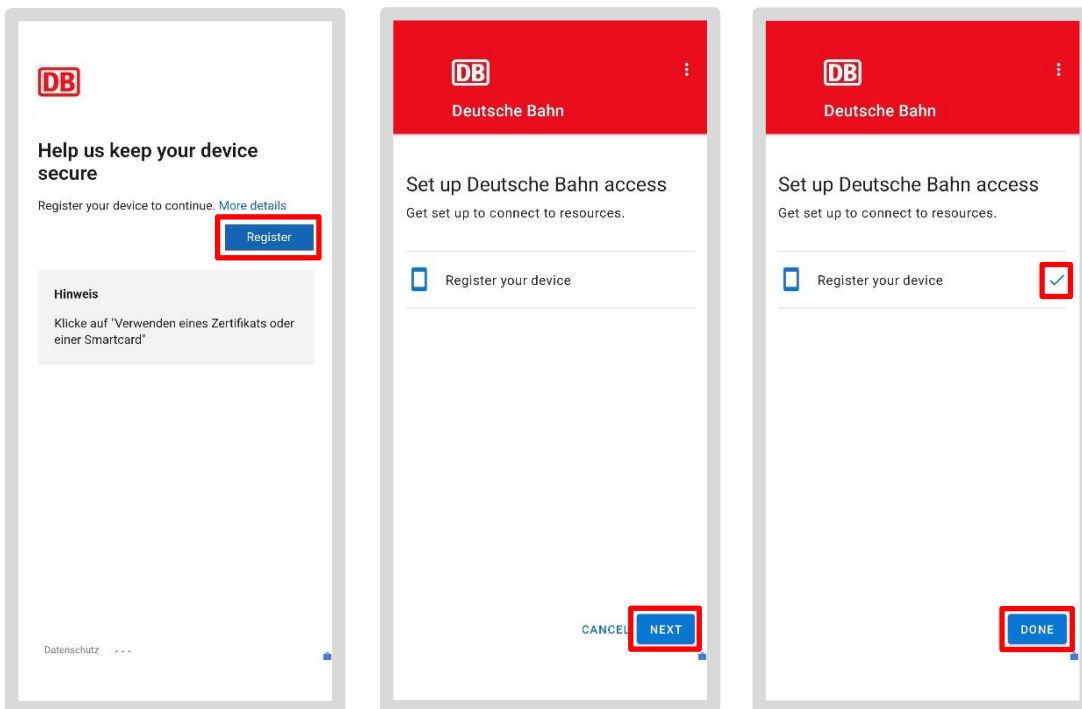 DB
Help us keep your device
secure
Register your device to continue. More details
Register
Hinweis
Klicke auf "Verwenden eines Zertifikats oder
einer Smartcard"
Datenschutz ...
DB
Deutsche Bahn
Set up Deutsche Bahn access
Get set up to connect to resources.
Register your device
CANCEL NEXT
DB
Deutsche Bahn
Set up Deutsche Bahn access
Get set up to connect to resources.
Register your device
DONE